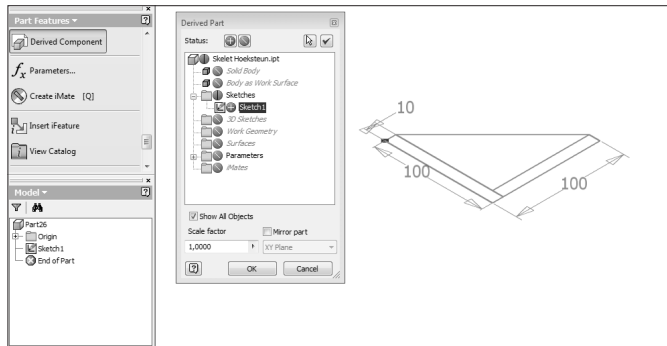 Part Features
Derived Component
fx Parameters...
Create iMate [Q]
Insert iFeature
View Catalog
Model
Part26
Origin
Sketch1
End of Part
Derived Part
Status:
Skelet Hoeksteun.ipt
Solid Body
Body as Work Surface
Sketches
Sketch1
3D Sketches
Work Geometry
Surfaces
Parameters
iMates
Show All Objects
Scale factor
Mirror part
1,0000
XY Plane
OK
Cancel
10
100
100